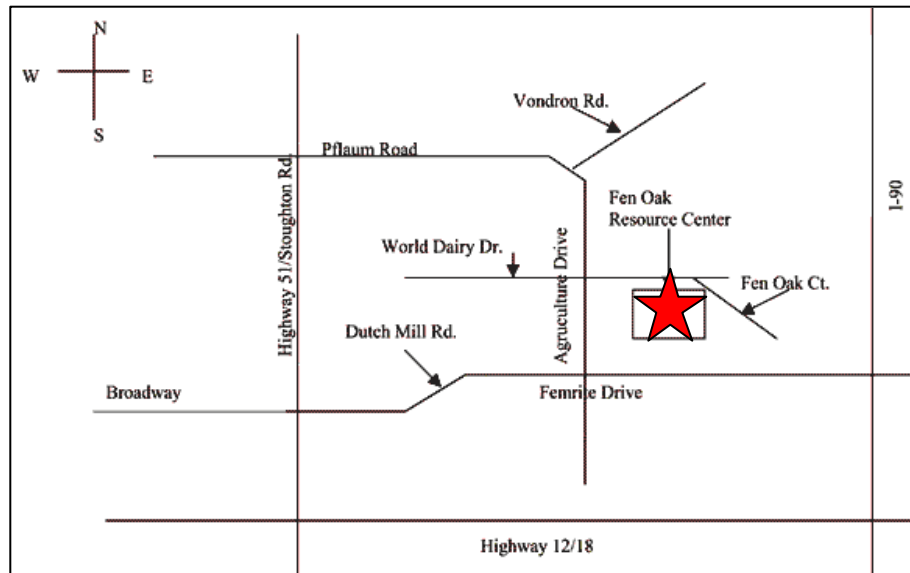 N
W
E
S
Vondron Rd.
Pflaum Road
Fen Oak
Resource Center
I-90
Highway 51/Stoughton Rd.
World Dairy Dr.
Agruculture Drive
Fen Oak Ct.
Dutch Mill Rd.
Broadway
Femrite Drive
Highway 12/18